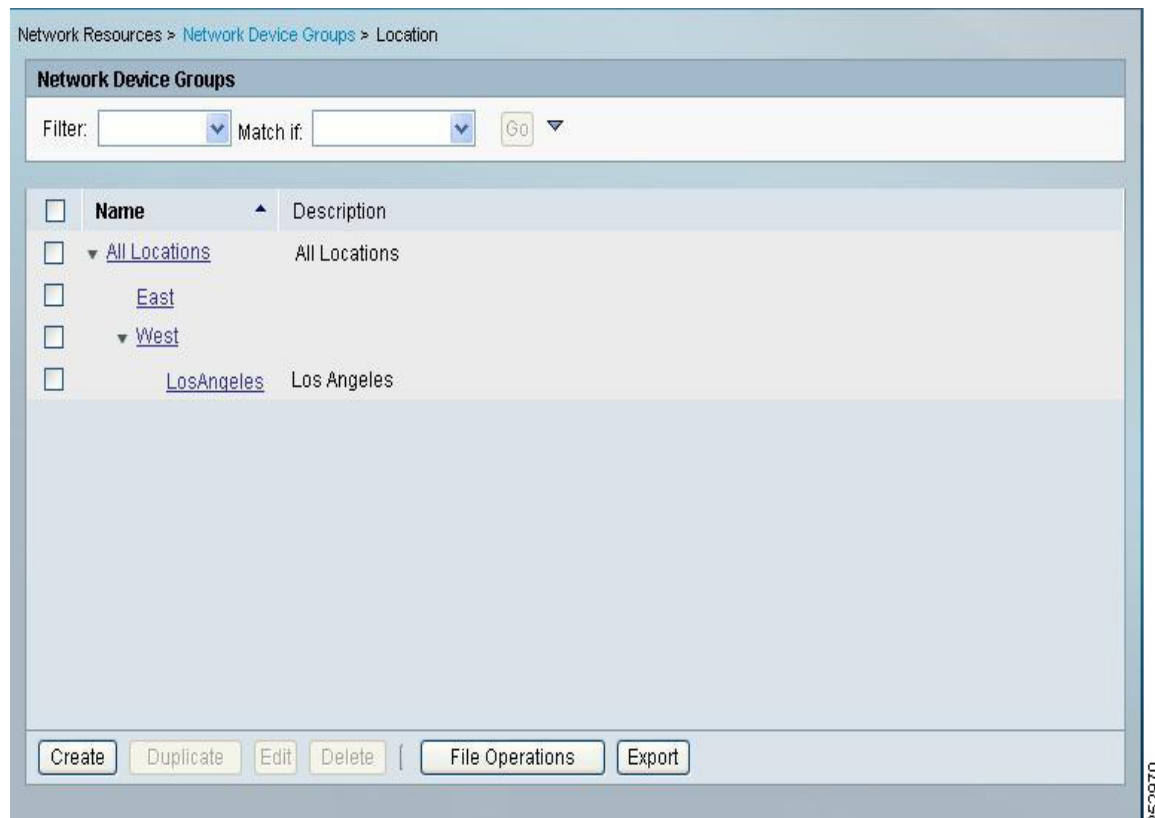 Network Resources > Network Device Groups > Location
Network Device Groups
Filter: Match if: Go
Name Description
All Locations All Locations
East
West
LosAngeles Los Angeles
Create Duplicate Edit Delete | File Operations Export